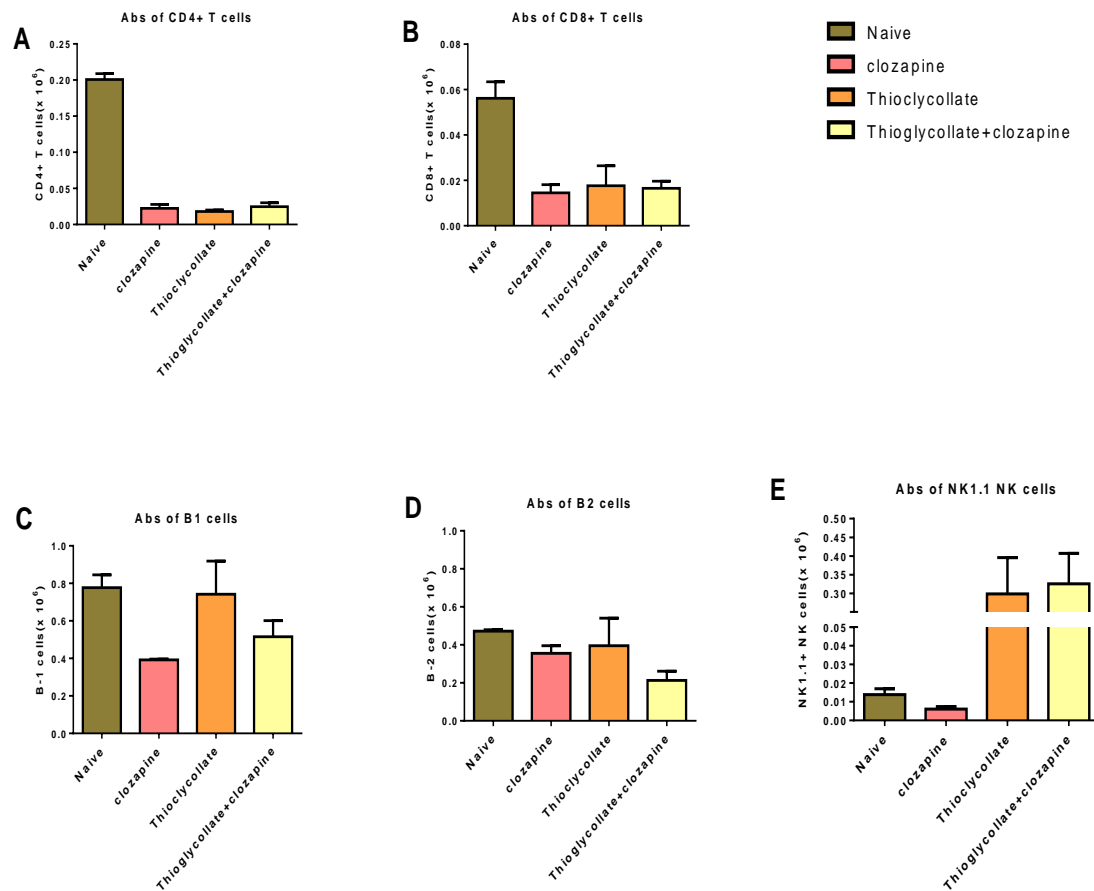 A
Abs of CD4+ T cells
CD4+ T cells(x 10⁶)
0.25
0.20
0.15
0.10
0.05
0.00
Naive
clozapine
Thioclycollate
Thioglycollate+clozapine
B
Abs of CD8+ T cells
CD8+ T cells(x 10⁶)
0.08
0.06
0.04
0.02
0.00
Naive
clozapine
Thioclycollate
Thioglycollate+clozapine
Naive
clozapine
Thioclycollate
Thioglycollate+clozapine
C
Abs of B1 cells
B-1 cells(x 10⁶)
1.0
0.8
0.6
0.4
0.2
0.0
Naive
clozapine
Thioclycollate
Thioglycollate+clozapine
D
Abs of B2 cells
B-2 cells(x 10⁶)
1.0
0.8
0.6
0.4
0.2
0.0
Naive
clozapine
Thioclycollate
Thioglycollate+clozapine
E
Abs of NK1.1 NK cells
NK1.1+ NK cells(x 10⁶)
0.50
0.45
0.40
0.35
0.30
0.05
0.04
0.03
0.02
0.01
0.00
Naive
clozapine
Thioclycollate
Thioglycollate+clozapine